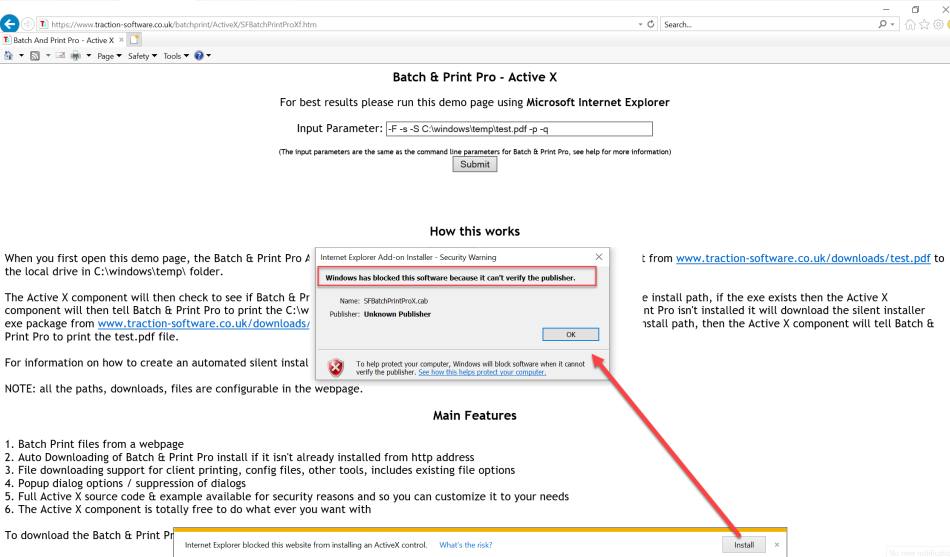 https://www.traction-software.co.uk/batchprint/ActiveX/SFBatchPrintProXf.htm
Search...
Batch And Print Pro - Active X
Page Safety Tools
Batch & Print Pro - Active X
For best results please run this demo page using Microsoft Internet Explorer
Input Parameter: -F -s -S C:\windows\temp\test.pdf -p -q
(The input parameters are the same as the command line parameters for Batch & Print Pro, see help for more information)
Submit
How this works
When you first open this demo page, the Batch & Print Pro A
t from www.traction-software.co.uk/downloads/test.pdf to
the local drive in C:\windows\temp\ folder.
The Active X component will then check to see if Batch & Pr
e install path, if the exe exists then the Active X
component will then tell Batch & Print Pro to print the C:\w
nt Pro isn't installed it will download the silent installer
exe package from www.traction-software.co.uk/downloads/
nstall path, then the Active X component will tell Batch &
Print Pro to print the test.pdf file.
For information on how to create an automated silent instal
NOTE: all the paths, downloads, files are configurable in the webpage.
Internet Explorer Add-on Installer - Security Warning
Windows has blocked this software because it can't verify the publisher.
Name: SFBatchPrintProX.cab
Publisher: Unknown Publisher
OK
To help protect your computer, Windows will block software when it cannot
verify the publisher. See how this helps protect your computer.
Main Features
1. Batch Print files from a webpage
2. Auto Downloading of Batch & Print Pro install if it isn't already installed from http address
3. File downloading support for client printing, config files, other tools, includes existing file options
4. Popup dialog options / suppression of dialogs
5. Full Active X source code & example available for security reasons and so you can customize it to your needs
6. The Active X component is totally free to do what ever you want with
To download the Batch & Print Pr
Internet Explorer blocked this website from installing an ActiveX control. What's the risk?
Install
No new notificatio